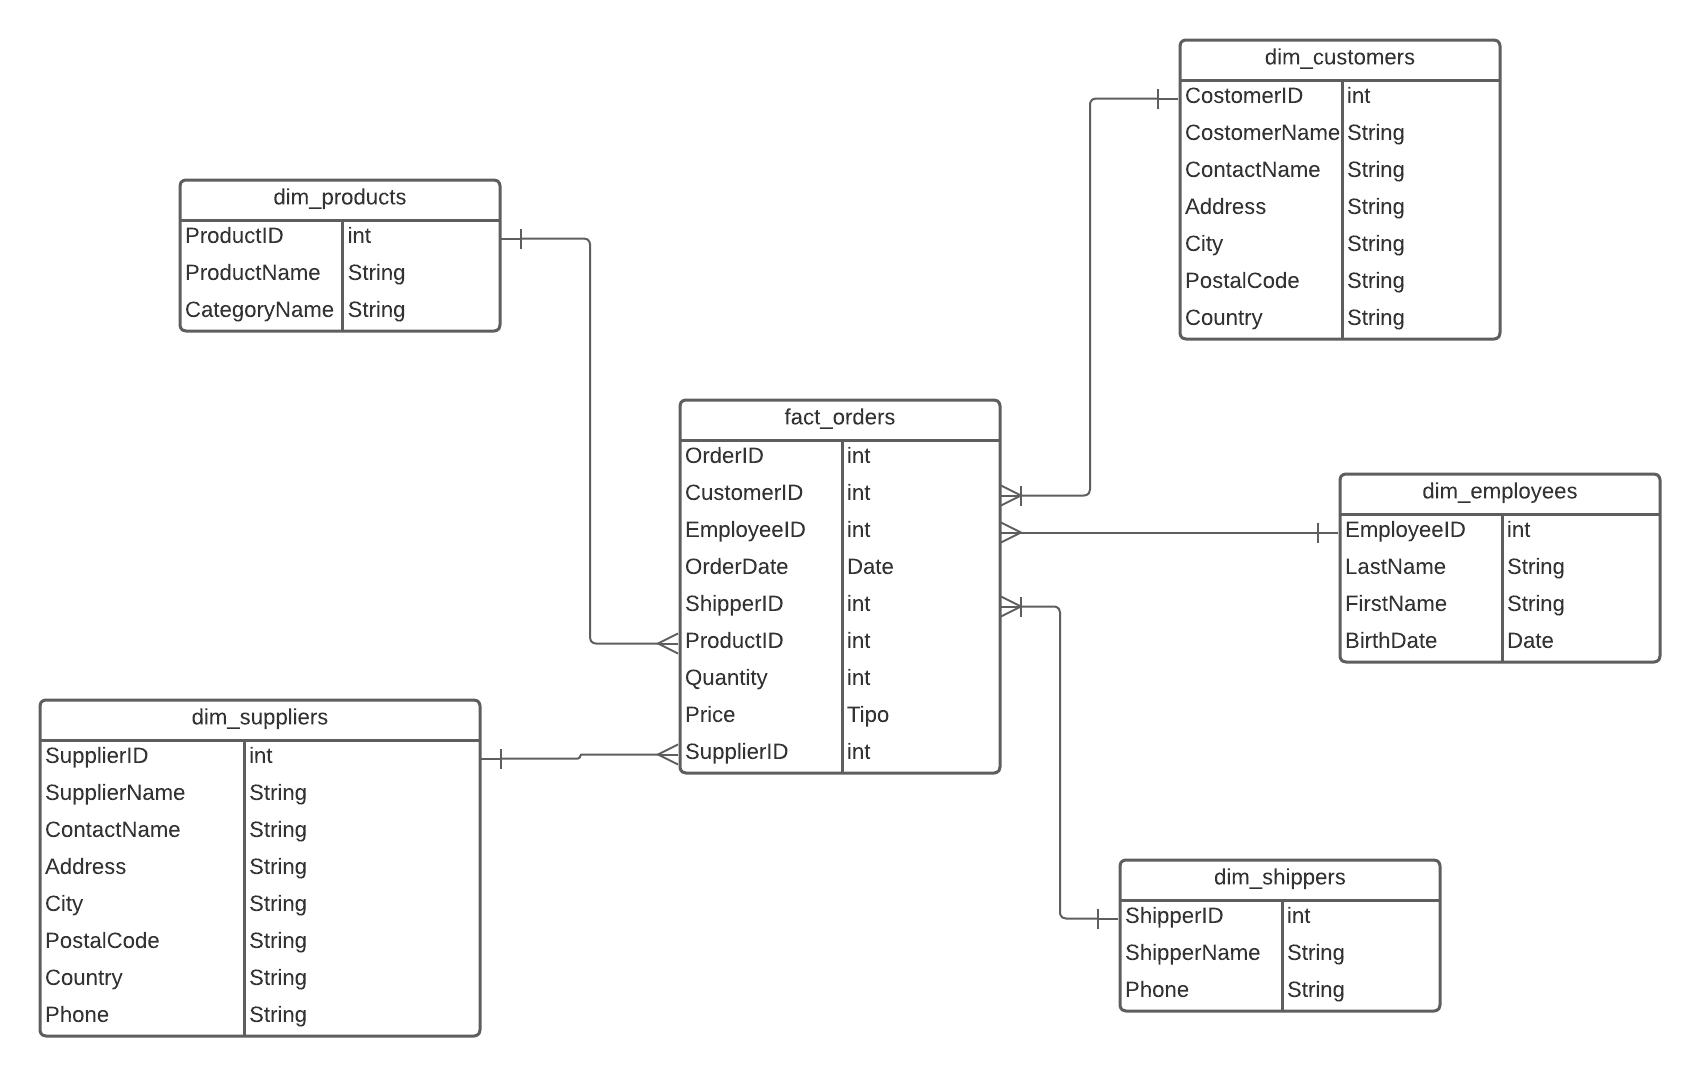 dim_customers
CostomerID int
CostomerName String
ContactName String
Address String
City String
PostalCode String
Country String
dim_products
ProductID int
ProductName String
CategoryName String
fact_orders
OrderID int
CustomerID int
EmployeeID int
OrderDate Date
ShipperID int
ProductID int
Quantity int
Price Tipo
SupplierID int
dim_employees
EmployeeID int
LastName String
FirstName String
BirthDate Date
dim_suppliers
SupplierID int
SupplierName String
ContactName String
Address String
City String
PostalCode String
Country String
Phone String
dim_shippers
ShipperID int
ShipperName String
Phone String